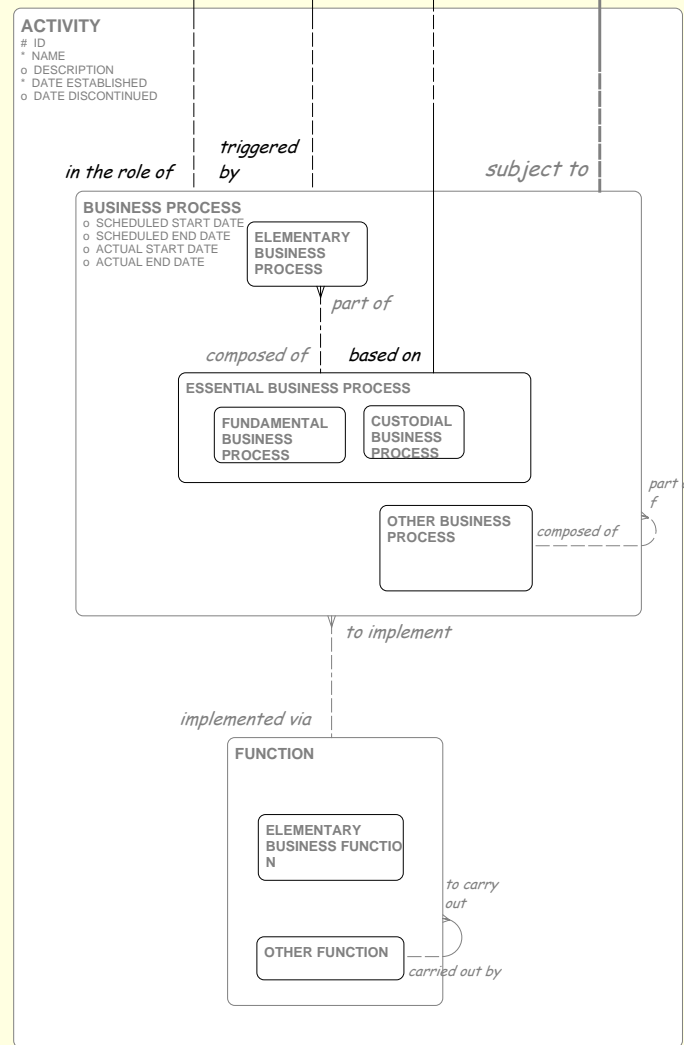 ACTIVITY
# ID
* NAME
o DESCRIPTION
* DATE ESTABLISHED
o DATE DISCONTINUED
triggered
in the role of
by
subject to
BUSINESS PROCESS
o SCHEDULED START DATE
o SCHEDULED END DATE
o ACTUAL START DATE
o ACTUAL END DATE
ELEMENTARY
BUSINESS
PROCESS
part of
composed of
based on
ESSENTIAL BUSINESS PROCESS
FUNDAMENTAL
BUSINESS
PROCESS
CUSTODIAL
BUSINESS
PROCESS
part
f
OTHER BUSINESS
PROCESS
composed of
to implement
implemented via
FUNCTION
ELEMENTARY
BUSINESS FUNCTIO
N
to carry
out
OTHER FUNCTION
carried out by